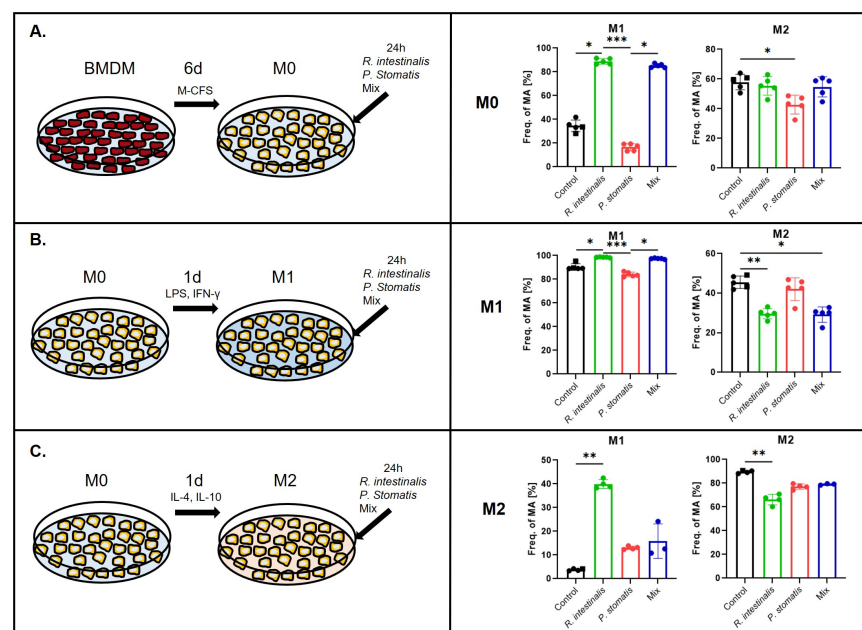 A.
BMDM
6d
M-CFS
M0
24h
R. intestinalis
P. Stomatis
Mix
M0
M1
* *** *
Freq. of MA [%]
100
80
60
40
20
0
Control
R. intestinalis
P. stomatis
Mix
M2
*
Freq. of MA [%]
80
60
40
20
0
Control
R. intestinalis
P. stomatis
Mix
B.
M0
1d
LPS, IFN-γ
M1
24h
R. intestinalis
P. Stomatis
Mix
M1
M1
* *** *
Freq. of MA [%]
100
80
60
40
20
0
Control
R. intestinalis
P. stomatis
Mix
M2
*
**
Freq. of MA [%]
60
40
20
0
Control
R. intestinalis
P. stomatis
Mix
C.
M0
1d
IL-4, IL-10
M2
24h
R. intestinalis
P. Stomatis
Mix
M2
M1
**
Freq. of MA [%]
40
30
20
10
0
Control
R. intestinalis
P. stomatis
Mix
M2
**
Freq. of MA [%]
100
80
60
40
20
0
Control
R. intestinalis
P. stomatis
Mix